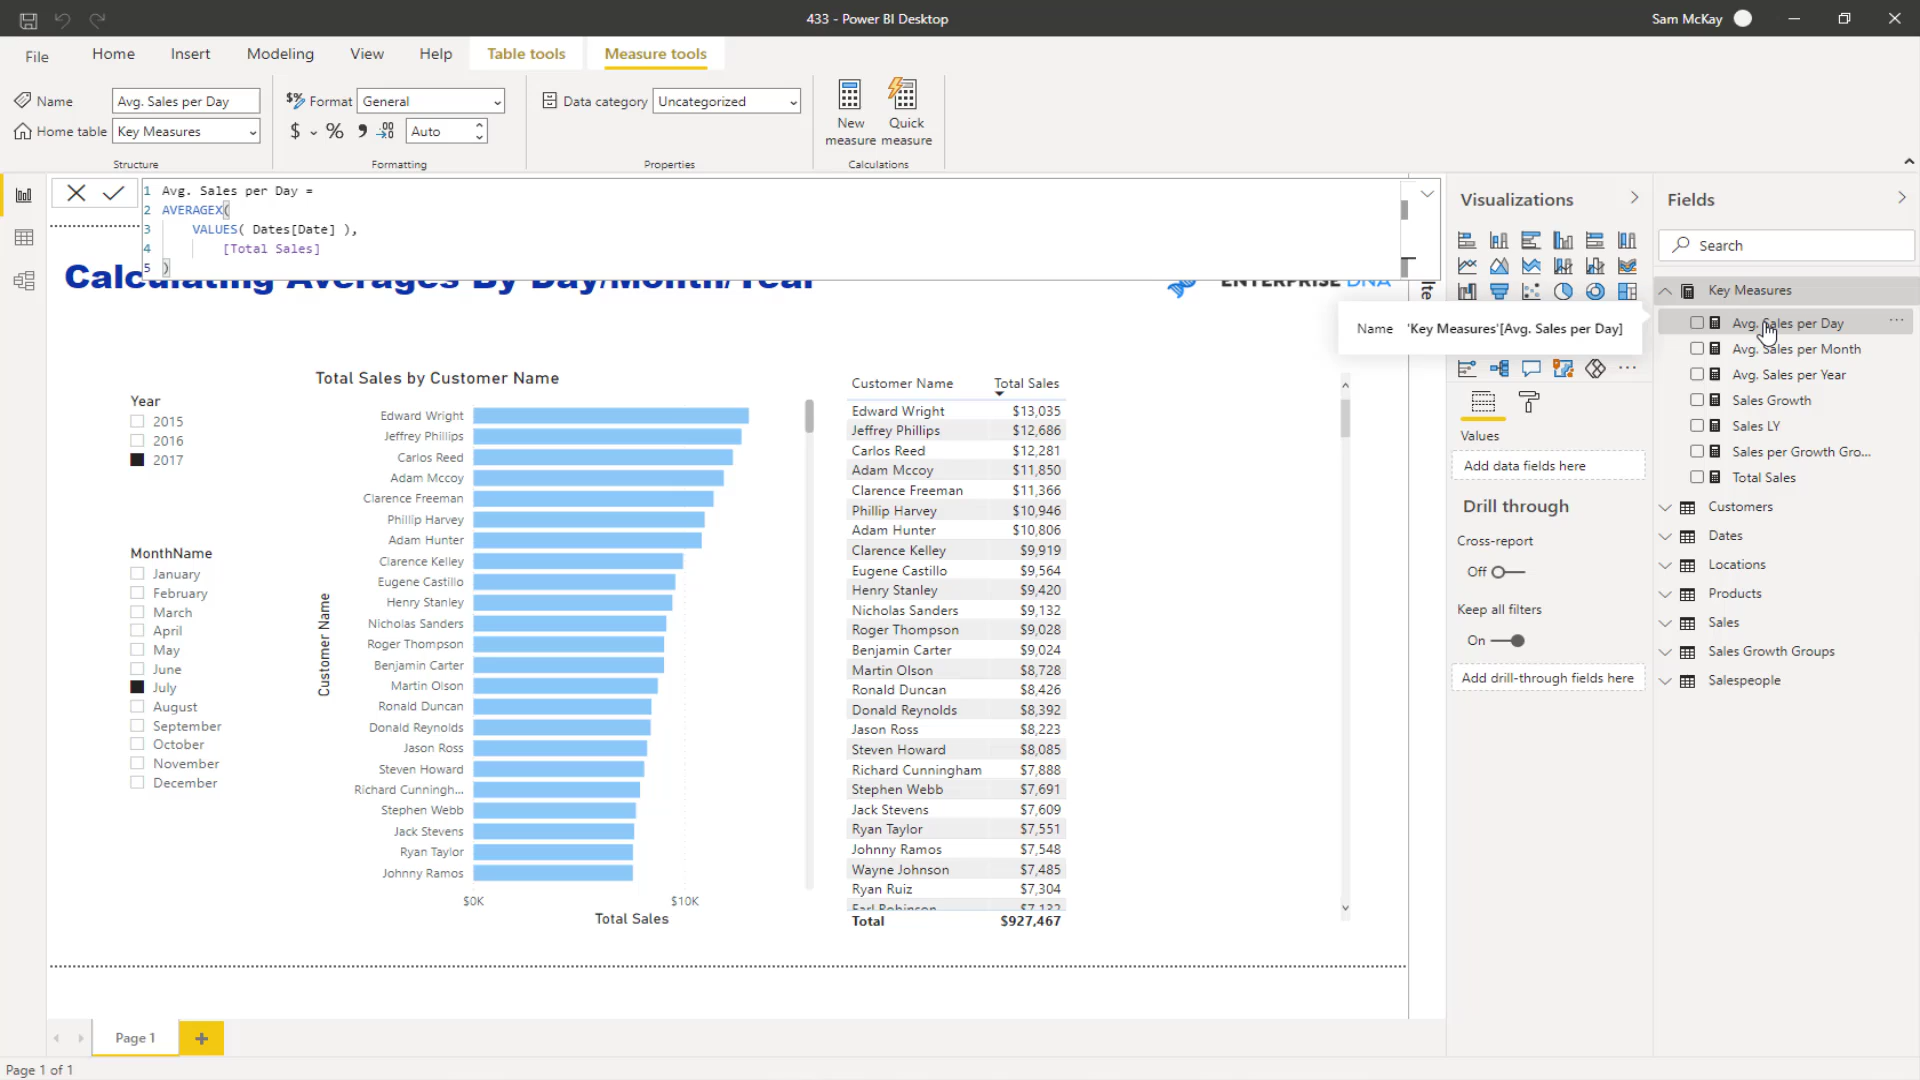 433 - Power BI Desktop
Sam McKay
File
Home
Insert
Modeling
View
Help
Table tools
Measure tools
Name
Avg. Sales per Day
Home table
Key Measures
Structure
Format
General
$
%
Auto
Formatting
Data category
Uncategorized
Properties
New
measure
Quick
measure
Calculations
1 Avg. Sales per Day =
2 AVERAGEX(
3 VALUES( Dates[Date] ),
4 [Total Sales]
5 )
Calculating Averages By Day/Month/Year
ENTERPRISE DNA
Year
2015
2016
2017
MonthName
January
February
March
April
May
June
July
August
September
October
November
December
Total Sales by Customer Name
Customer Name
Edward Wright
Jeffrey Phillips
Carlos Reed
Adam Mccoy
Clarence Freeman
Phillip Harvey
Adam Hunter
Clarence Kelley
Eugene Castillo
Henry Stanley
Nicholas Sanders
Roger Thompson
Benjamin Carter
Martin Olson
Ronald Duncan
Donald Reynolds
Jason Ross
Steven Howard
Richard Cunningh...
Stephen Webb
Jack Stevens
Ryan Taylor
Johnny Ramos
$0K
$10K
Total Sales
Customer Name Total Sales
Edward Wright $13,035
Jeffrey Phillips $12,686
Carlos Reed $12,281
Adam Mccoy $11,850
Clarence Freeman $11,366
Phillip Harvey $10,946
Adam Hunter $10,806
Clarence Kelley $9,919
Eugene Castillo $9,564
Henry Stanley $9,420
Nicholas Sanders $9,132
Roger Thompson $9,028
Benjamin Carter $9,024
Martin Olson $8,728
Ronald Duncan $8,426
Donald Reynolds $8,392
Jason Ross $8,223
Steven Howard $8,085
Richard Cunningham $7,888
Stephen Webb $7,691
Jack Stevens $7,609
Ryan Taylor $7,551
Johnny Ramos $7,548
Wayne Johnson $7,485
Ryan Ruiz $7,304
Earl Robinson $7,132
Total $927,467
Name 'Key Measures'[Avg. Sales per Day]
Visualizations
Values
Add data fields here
Drill through
Cross-report
Off
Keep all filters
On
Add drill-through fields here
Fields
Search
Key Measures
Avg. Sales per Day
Avg. Sales per Month
Avg. Sales per Year
Sales Growth
Sales LY
Sales per Growth Gro...
Total Sales
Customers
Dates
Locations
Products
Sales
Sales Growth Groups
Salespeople
Page 1
Page 1 of 1